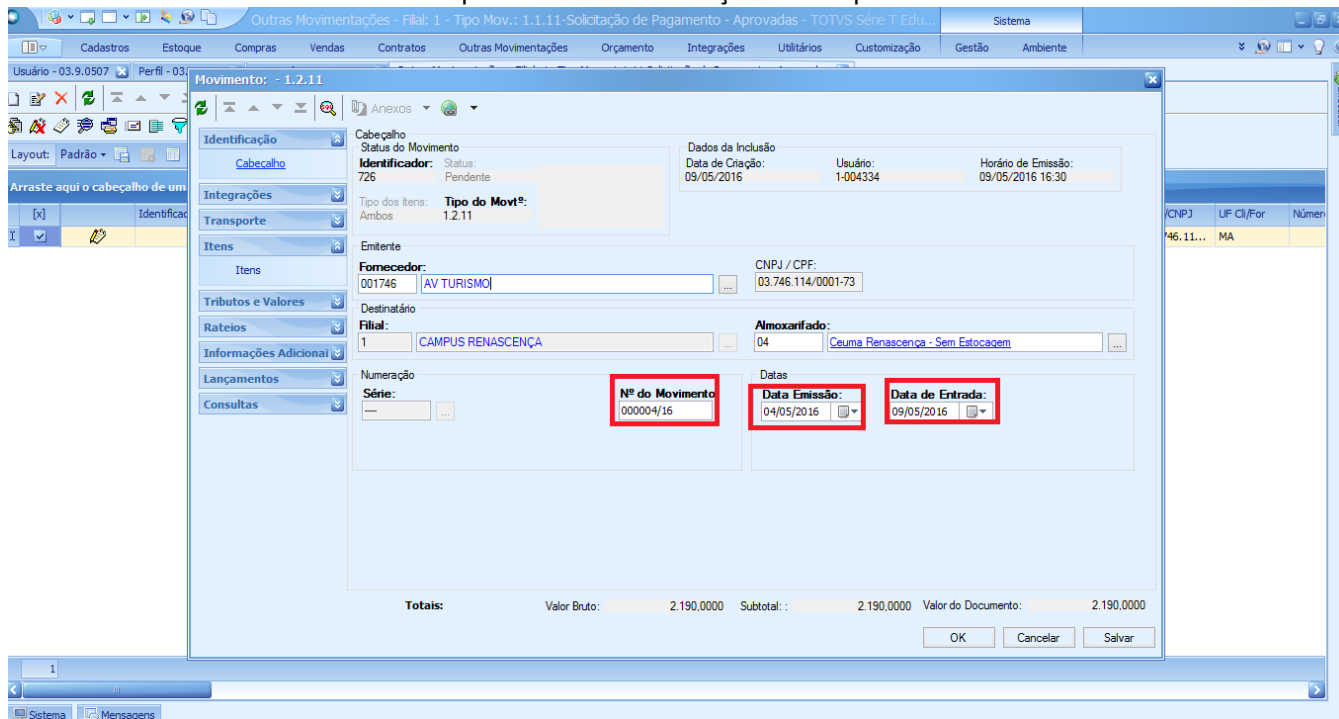 Outras Movimentações - Filial: 1 - Tipo Mov.: 1.1.11-Solicitação de Pagamento - Aprovadas - TOTVS Série T Edu...
Sistema
Cadastros Estoque Compras Vendas Contratos Outras Movimentações Orçamento Integrações Utilitários Customização Gestão Ambiente
Usuário - 03.9.0507 Perfil - 03.
Movimento: - 1.2.11
Anexos
Layout: Padrão
Arraste aqui o cabeçalho de um
[x] Identificac
/CNPJ UF Cli/For Númer
746.11... MA
Identificação
Cabeçalho
Integrações
Transporte
Itens
Itens
Tributos e Valores
Rateios
Informações Adicionai
Lançamentos
Consultas
Cabeçalho
Status do Movimento
Identificador: Status:
726 Pendente
Tipo dos Itens: Tipo do Movtº:
Ambos 1.2.11
Dados da Inclusão
Data de Criação: Usuário: Horário de Emissão:
09/05/2016 1-004334 09/05/2016 16:30
Emitente
Fornecedor: CNPJ / CPF:
001746 AV TURISMO ... 03.746.114/0001-73
Destinatário
Filial: Almoxarifado:
1 CAMPUS RENASCENÇA ... 04 Ceuma Renascença - Sem Estocagem ...
Numeração
Série: Nº do Movimento
---- ... 000004/16
Datas
Data Emissão: Data de Entrada:
04/05/2016 09/05/2016
Totais: Valor Bruto: 2.190,0000 Subtotal: : 2.190,0000 Valor do Documento: 2.190,0000
OK Cancelar Salvar
1
Sistema Mensagens